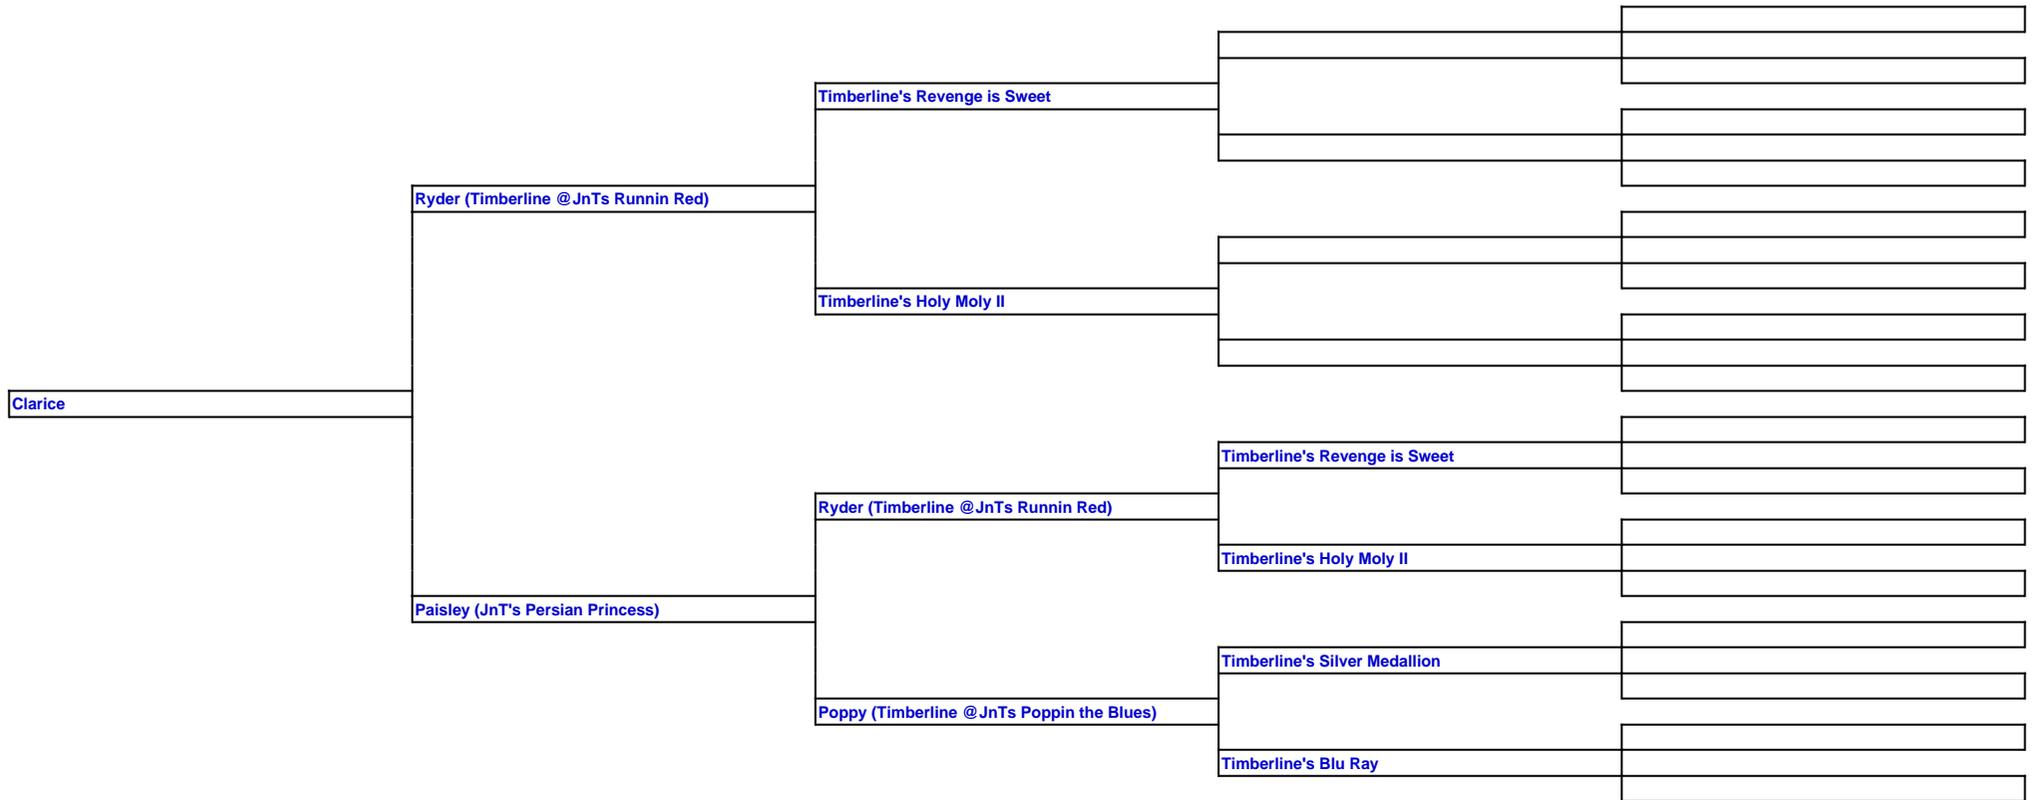 Timberline's Revenge is Sweet
Ryder (Timberline @JnTs Runnin Red)
Timberline's Holy Moly II
Clarice
Timberline's Revenge is Sweet
Ryder (Timberline @JnTs Runnin Red)
Timberline's Holy Moly II
Paisley (JnT's Persian Princess)
Timberline's Silver Medallion
Poppy (Timberline @JnTs Poppin the Blues)
Timberline's Blu Ray